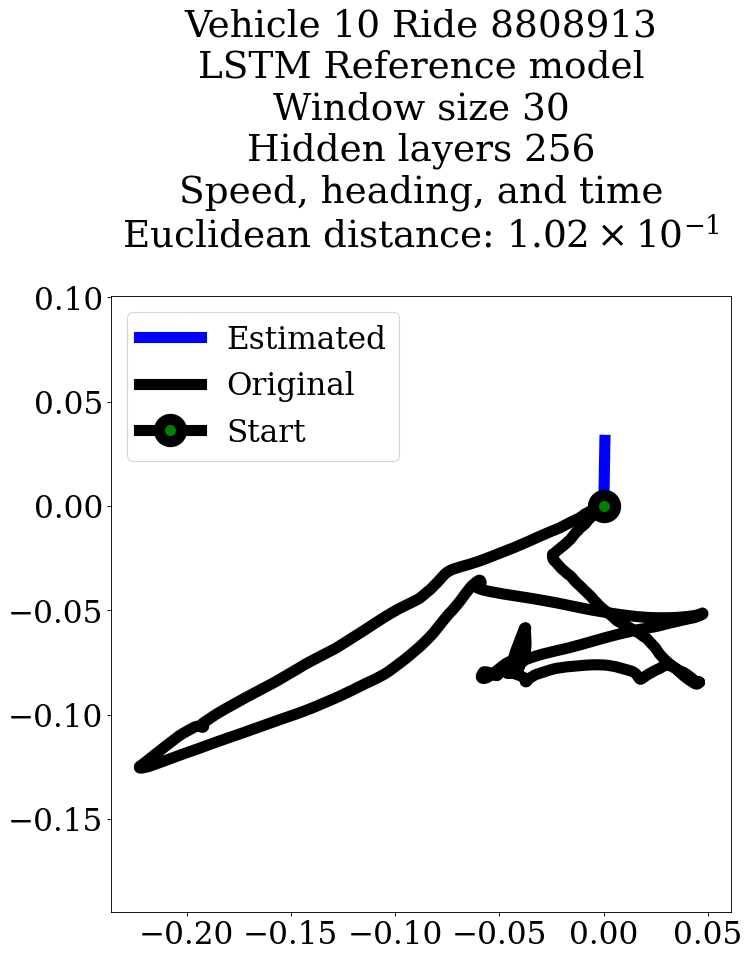 Vehicle 10 Ride 8808913
LSTM Reference model
Window size 30
Hidden layers 256
Speed, heading, and time
Euclidean distance: 1.02 × 10⁻¹
0.10
0.05
0.00
−0.05
−0.10
−0.15
Estimated
Original
Start
−0.20 −0.15 −0.10 −0.05 0.00 0.05